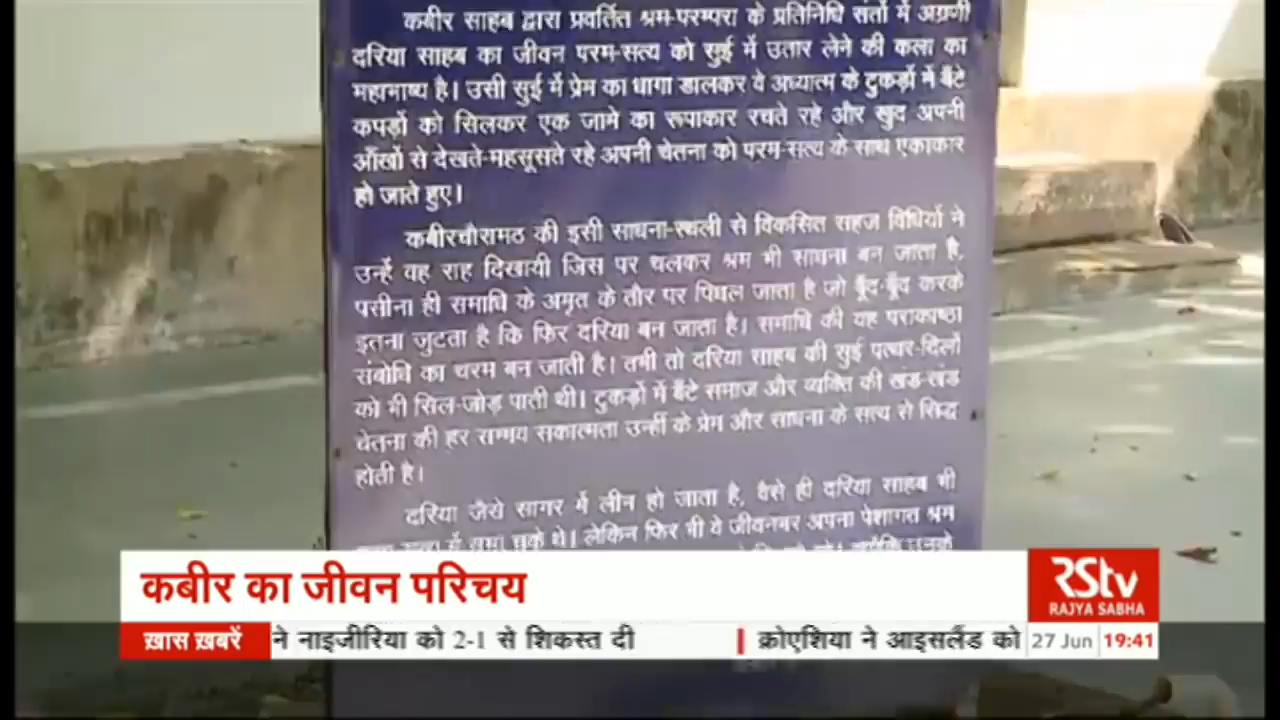 कबीर साहब द्वारा प्रवर्तित श्रम-परम्परा के प्रतिनिधि संतों में अग्रणी
दरिया साहब का जीवन परम-सत्य को सुई में उतार लेने की कला का
महाभाष्य है। उसी सुई में प्रेम का धागा डालकर वे अध्यात्म के टुकड़ों में बँटे
कपड़ों को सिलकर एक जामे का रूपाकार रचते रहे और खुद अपनी
आँखों से देखते-महसूसते रहे अपनी चेतना को परम-सत्य के साथ एकाकार
हो जाते हुए।
कबीरचौरामठ की इसी साधना-स्थली से विकसित सहज विधियों ने
उन्हें वह राह दिखायी जिस पर चलकर श्रम भी साधना बन जाता है,
पसीना ही समाधि के अमृत के तौर पर पिघल जाता है जो बूँद-बूँद करके
इतना जुटता है कि फिर दरिया बन जाता है। समाधि की यह पराकाष्ठा
संबोधि का चरम बन जाती है। तभी तो दरिया साहब की सुई पत्थर-दिलों
को भी सिल-जोड़ पाती थी। टुकड़ों में बँटे समाज और व्यक्ति की खंड-खंड
चेतना की हर सम्भव सकात्मता उन्हीं के प्रेम और साधना के सत्य से सिद्ध
होती है।
दरिया जैसे सागर में लीन हो जाता है, वैसे ही दरिया साहब भी
में समा चुके थे। लेकिन फिर भी वे जीवनभर अपना पेशागत श्रम
क्योंकि उनके
कबीर का जीवन परिचय
RStv
RAJYA SABHA
ख़ास ख़बरें ने नाइजीरिया को 2-1 से शिकस्त दी | क्रोएशिया ने आइसलैंड को 27 Jun 19:41